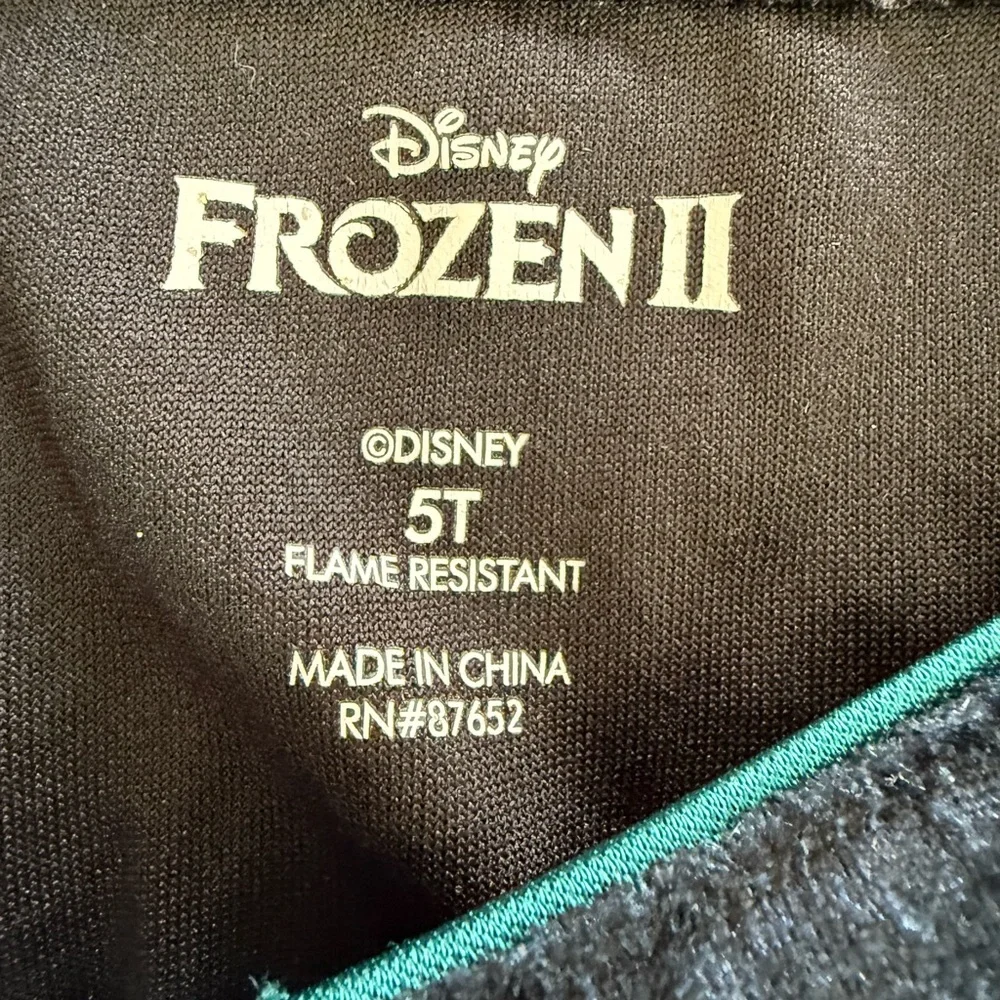 Disney
FROZEN II
©DISNEY
5T
FLAME RESISTANT
MADE IN CHINA
RN#87652